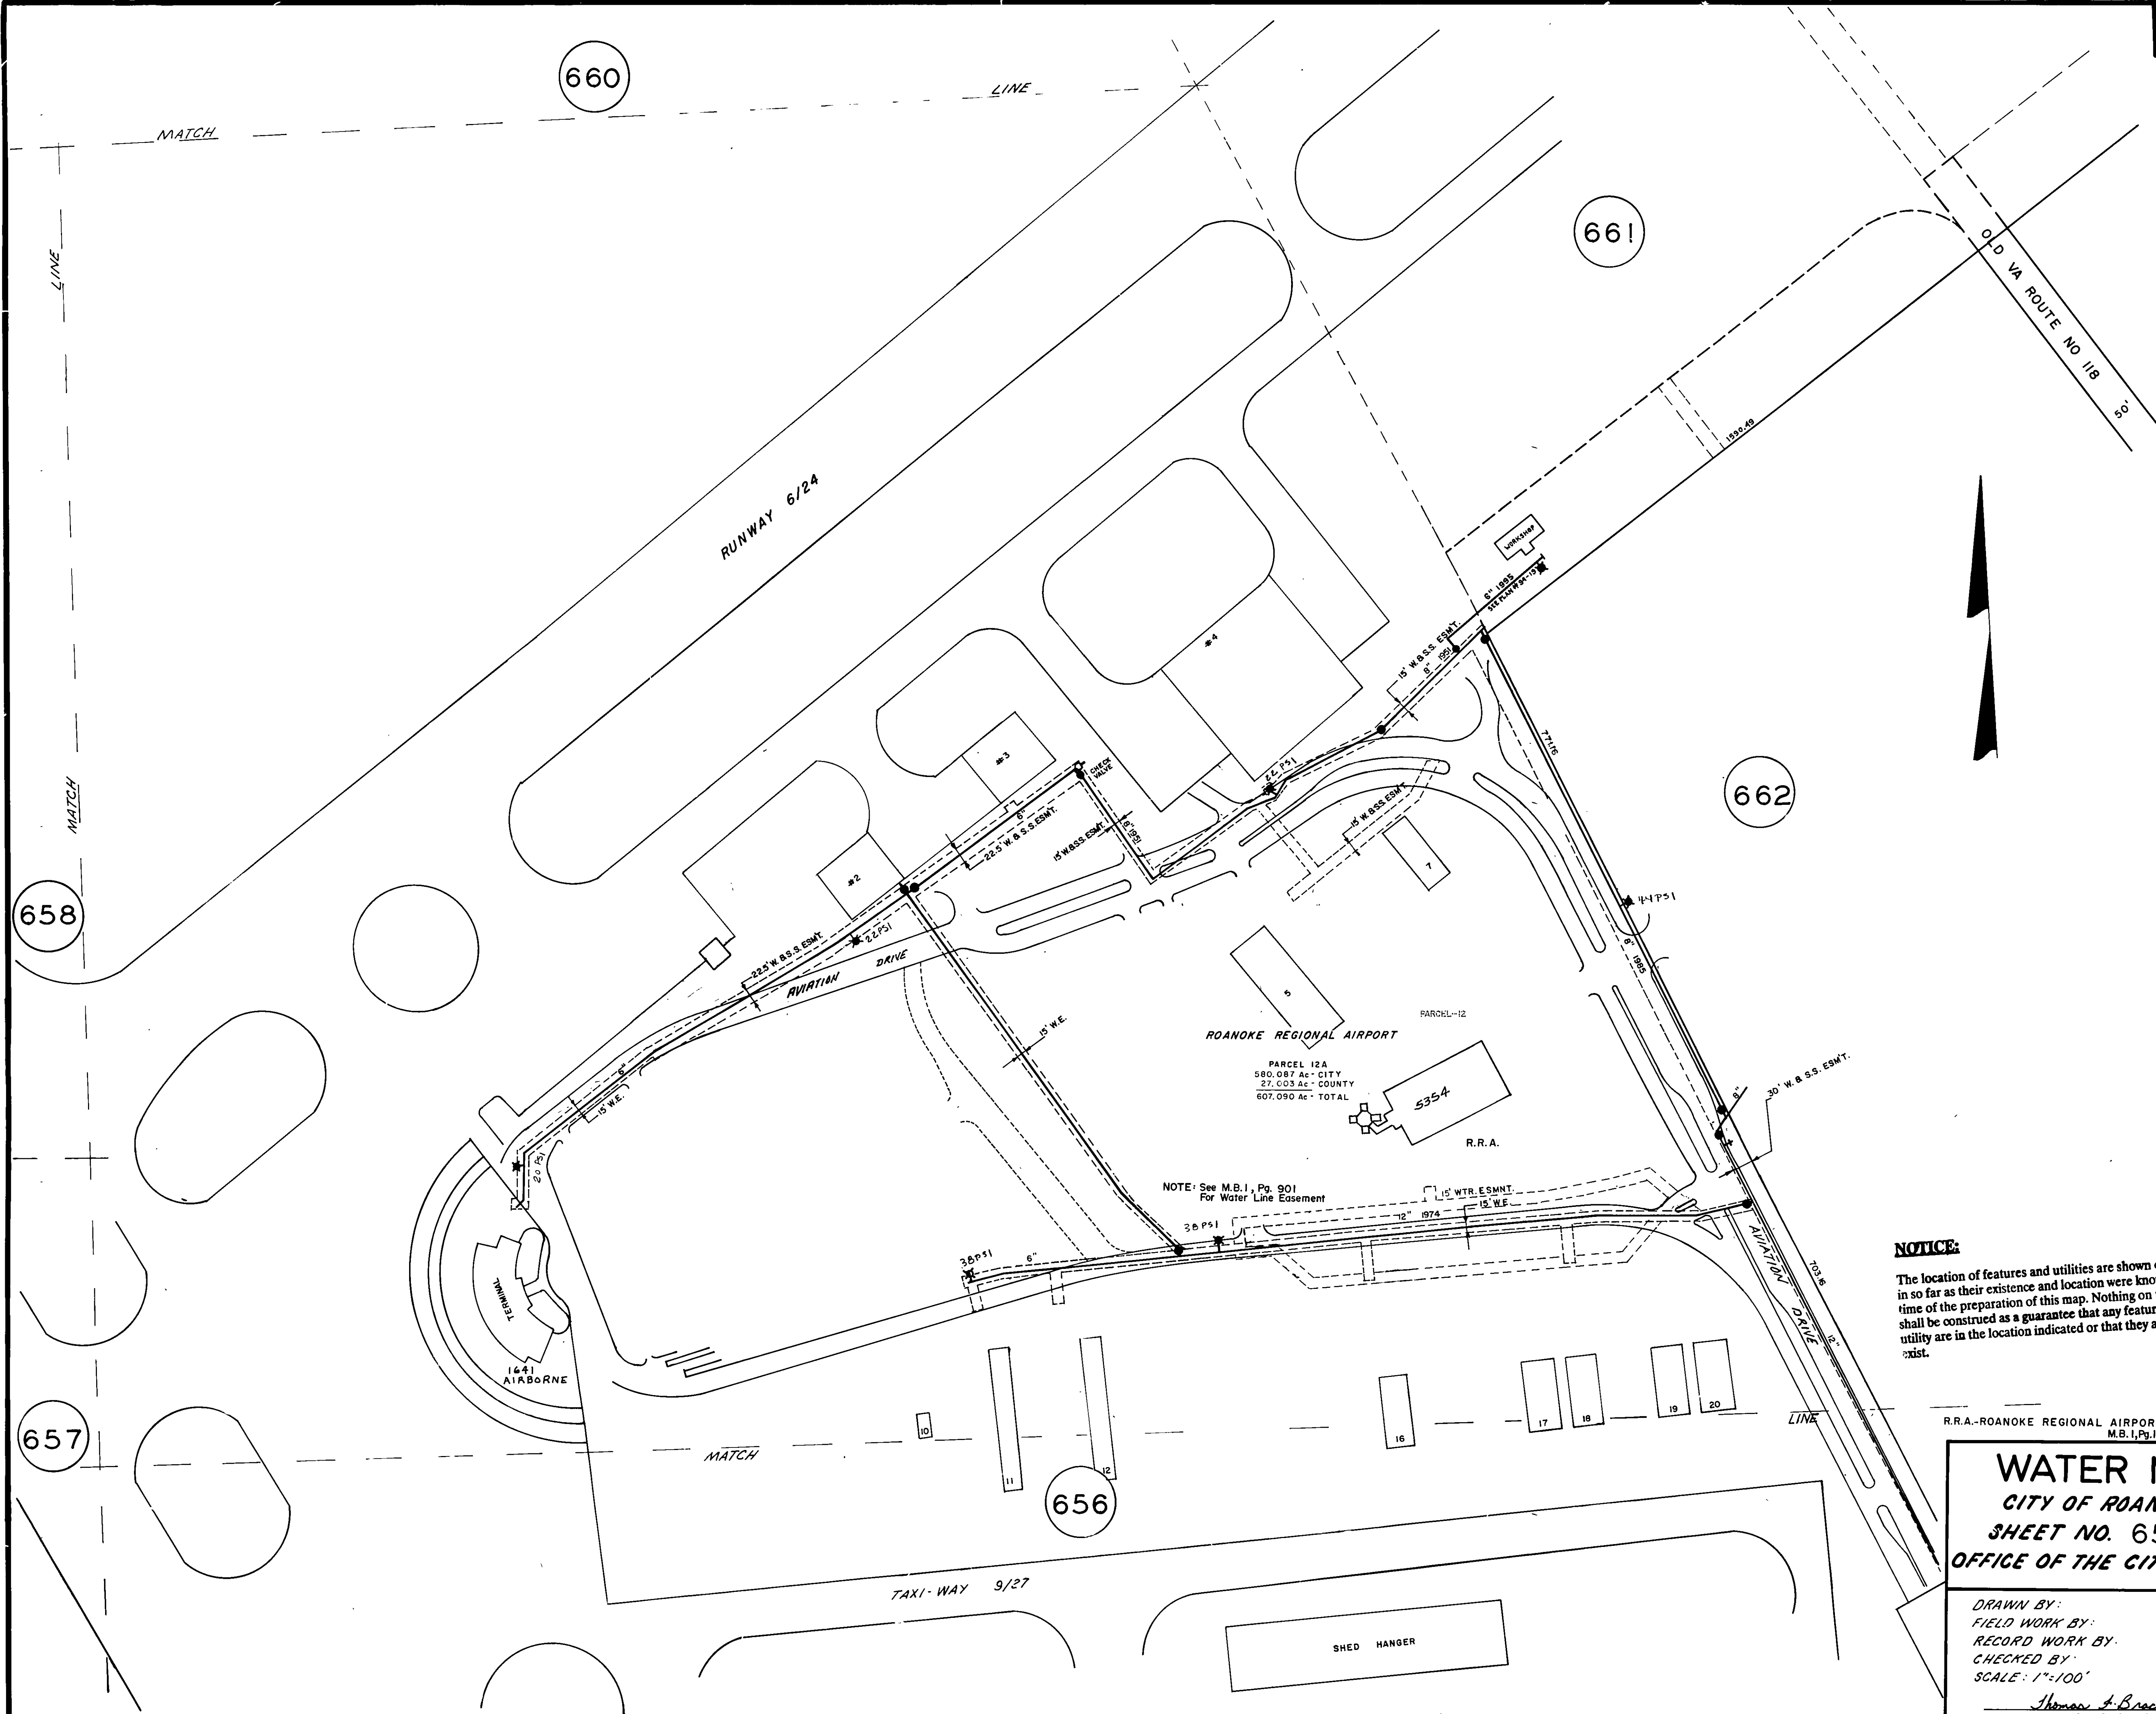 660
MATCH
LINE
661
LINE
OLD VA ROUTE NO 118 50'
1590.49
RUNWAY 6/24
WORKSHOP
6" 1995
#4
15' W.& S.S. ESM'T.
8" 1951
771.16
#3
CHECK VALVE
22 PSI
6"
22.5' W. & S.S. ESM'T.
15' W.&S.S. ESM'T.
8" 1951
15' W.&S.S. ESM'T.
7
662
MATCH
658
#2
22.5' W. & S.S. ESM'T.
22 PSI
AVIATION DRIVE
44 PSI
8" 1985
5
PARCEL-12
ROANOKE REGIONAL AIRPORT
15' W.E.
PARCEL 12A
580.087 Ac - CITY
27.003 Ac - COUNTY
607.090 Ac - TOTAL
5354
6"
15' W.E.
R.R.A.
8"
30' W. & S.S. ESM'T.
20 PSI
NOTE: See M.B.1, Pg. 901
For Water Line Easement
15' WTR. ESMNT.
15' W.E.
12" 1974
38 PSI
38 PSI
6"
AVIATION DRIVE
703.16
12"
TERMINAL
1641
AIRBORNE
NOTICE:
The location of features and utilities are shown
in so far as their existence and location were
time of the preparation of this map. Nothing on
shall be construed as a guarantee that any
utility are in the location indicated or that they
exist.
10
11
12
16
17
18
19
20
657
MATCH
LINE
656
R.R.A.-ROANOKE REGIONAL
M.B. 1, Pg.
WATER
CITY OF
SHEET NO.
OFFICE OF THE
TAXI-WAY 9/27
SHED HANGER
DRAWN BY:
FIELD WORK BY:
RECORD WORK BY.
CHECKED BY
SCALE: 1"=100'
Thomas F.